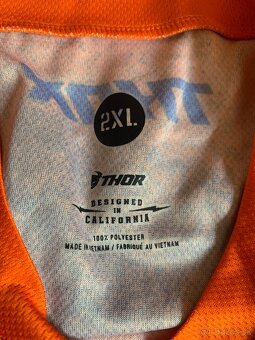 2XL
THOR
DESIGNED
IN
CALIFORNIA
100% POLYESTER
MADE IN VIETNAM / FABRIQUÉ AU VIETNAM